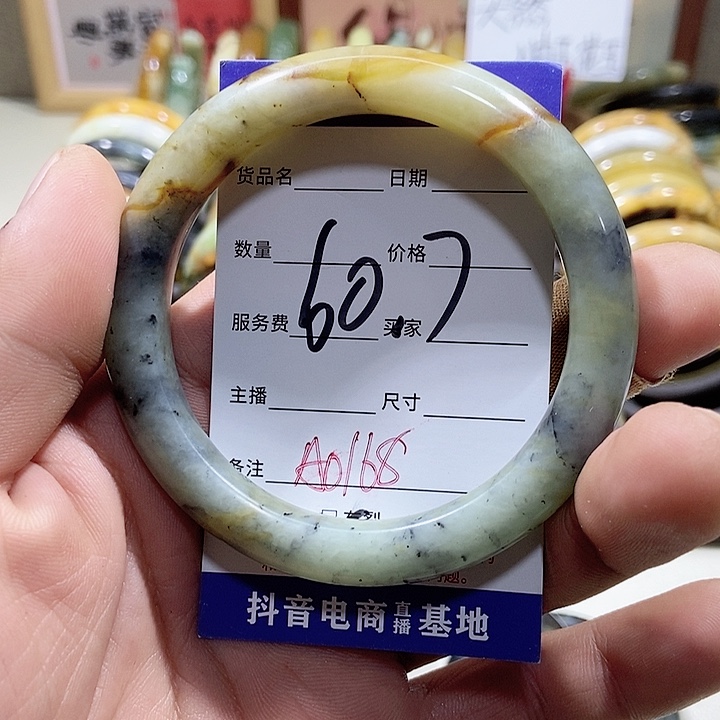 货品名 日期
数量 价格
60.7
服务费 买家
主播 尺寸
备注 A0168
抖音电商直播基地